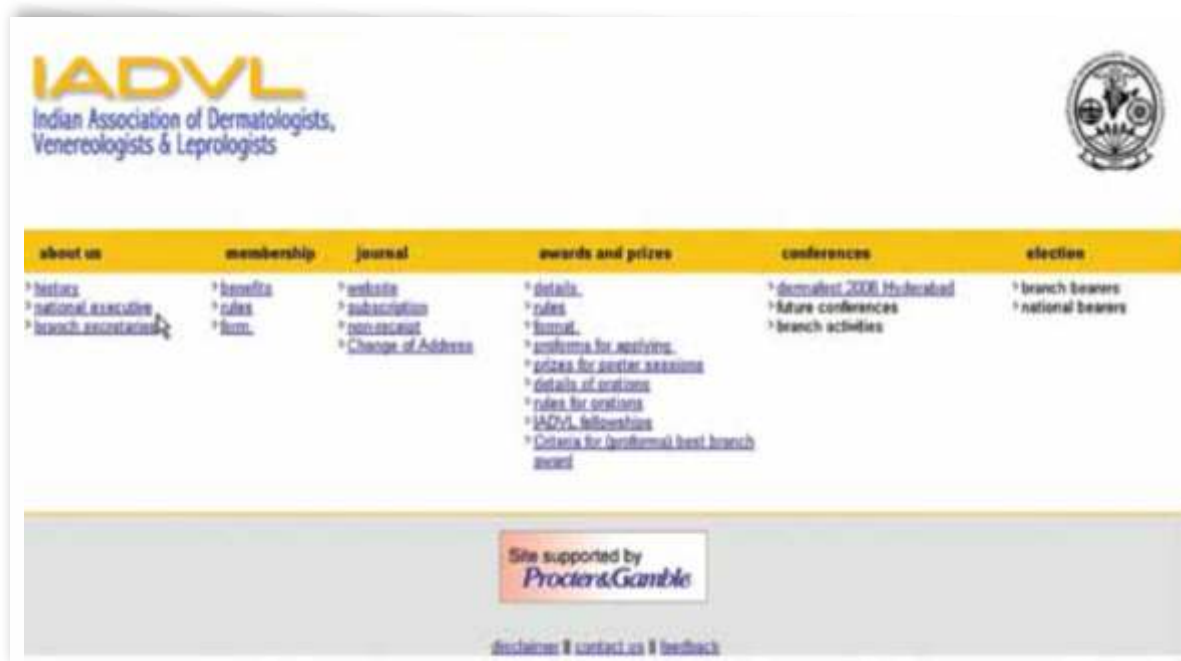 IADVL
Indian Association of Dermatologists,
Venereologists & Leprologists
about us
history
national executive
branch secretaries
membership
benefits
rules
form
journal
website
subscription
non-receipt
Change of Address
awards and prizes
details
rules
format
proforma for applying
prizes for poster sessions
details of orations
rules for orations
IADVL fellowships
Criteria for (proforma) best branch
award
conferences
dermafest 2008 Hyderabad
future conferences
branch activities
election
branch bearers
national bearers
Site supported by
Procter&Gamble
disclaimer || contact us || feedback